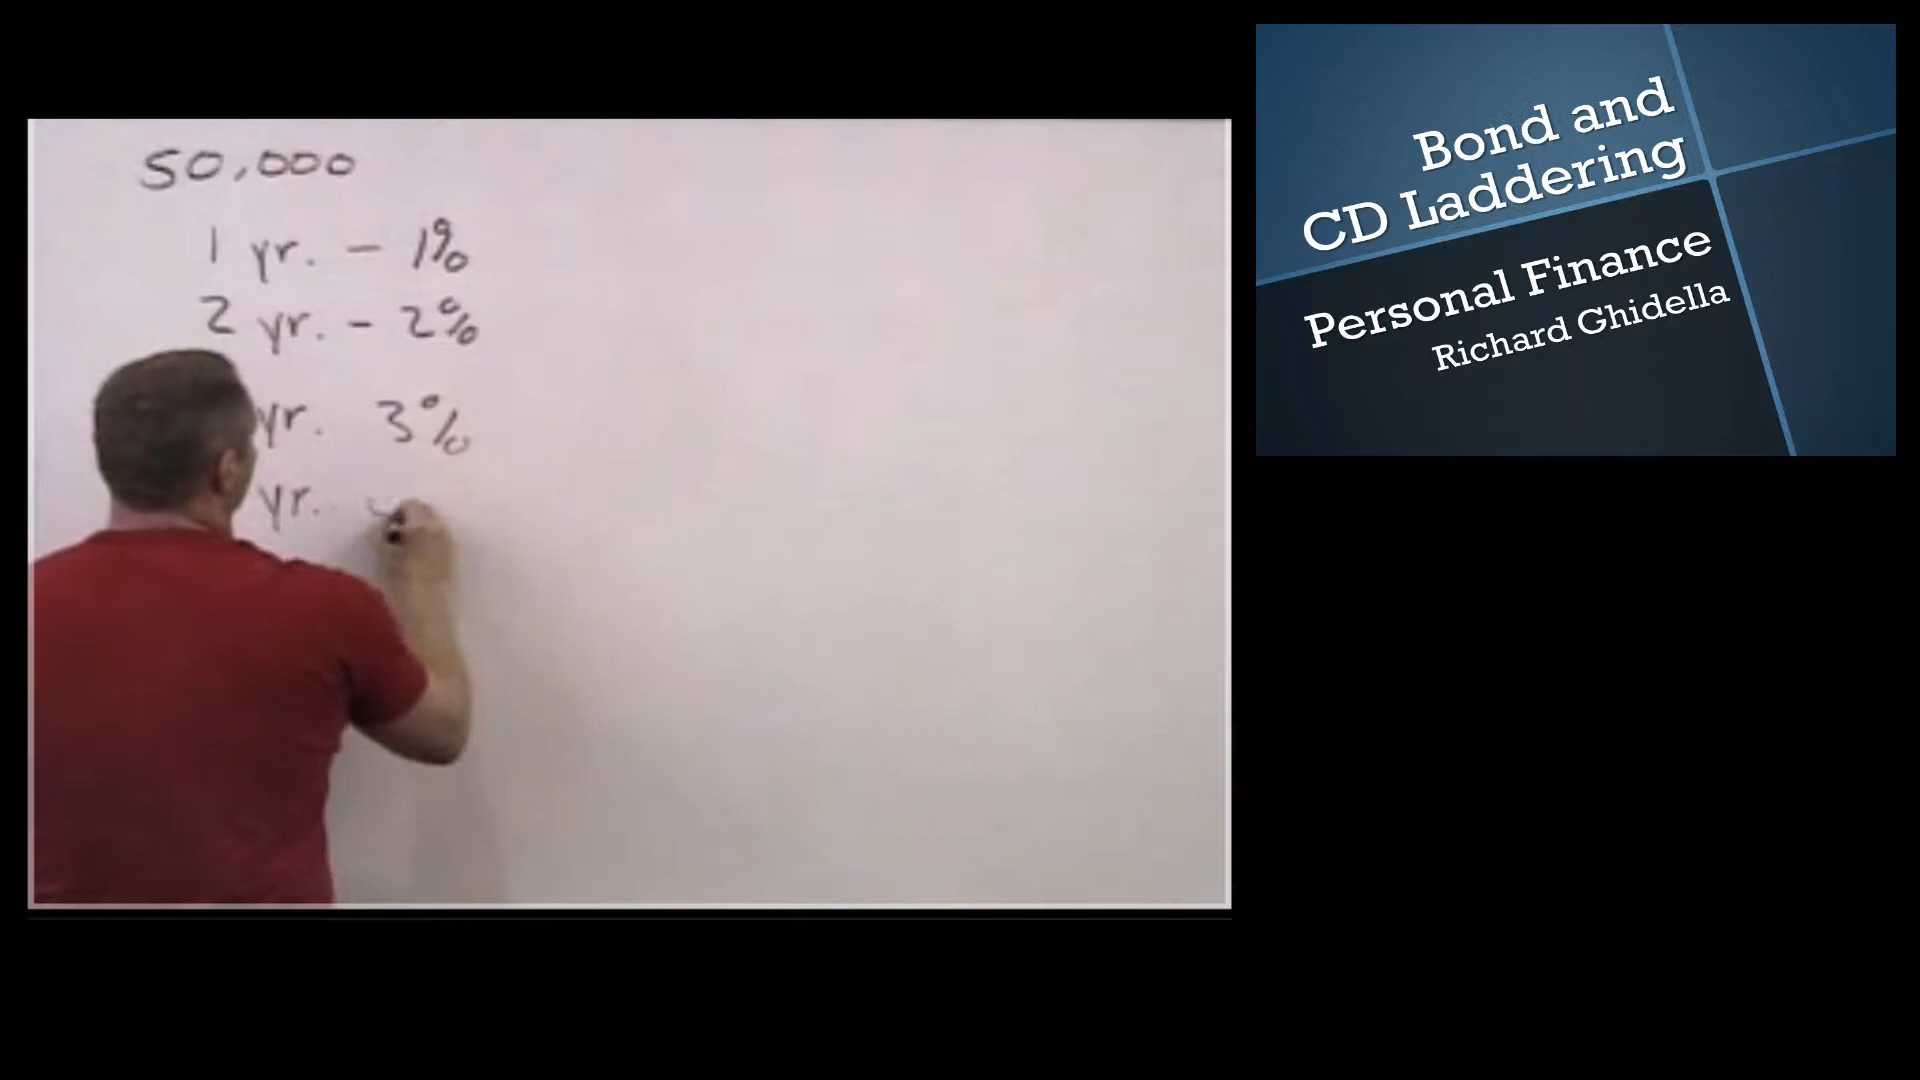 50,000
1 yr. - 1%
2 yr. - 2%
yr. 3%
yr.
Bond and
CD Laddering
Personal Finance
Richard Ghidella